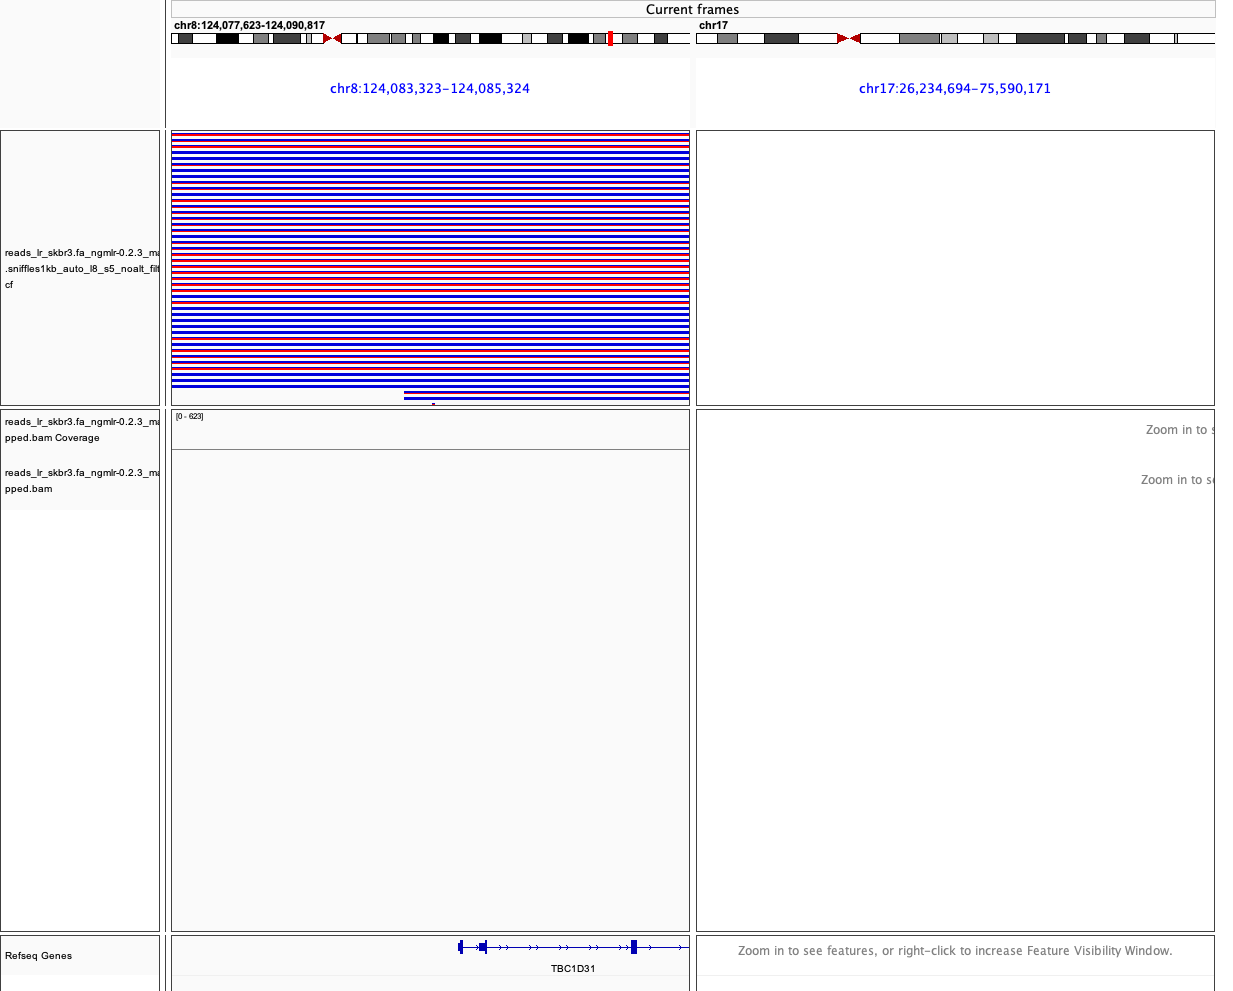 Current frames
chr8:124,077,623-124,090,817
chr17
chr8:124,083,323-124,085,324
chr17:26,234,694-75,590,171
reads_lr_skbr3.fa_ngmlr-0.2.3_ma
.sniffles1kb_auto_l8_s5_noalt_filt
cf
reads_lr_skbr3.fa_ngmlr-0.2.3_ma
pped.bam Coverage
[0 - 623]
Zoom in to s
reads_lr_skbr3.fa_ngmlr-0.2.3_ma
pped.bam
Zoom in to se
Refseq Genes
TBC1D31
Zoom in to see features, or right-click to increase Feature Visibility Window.